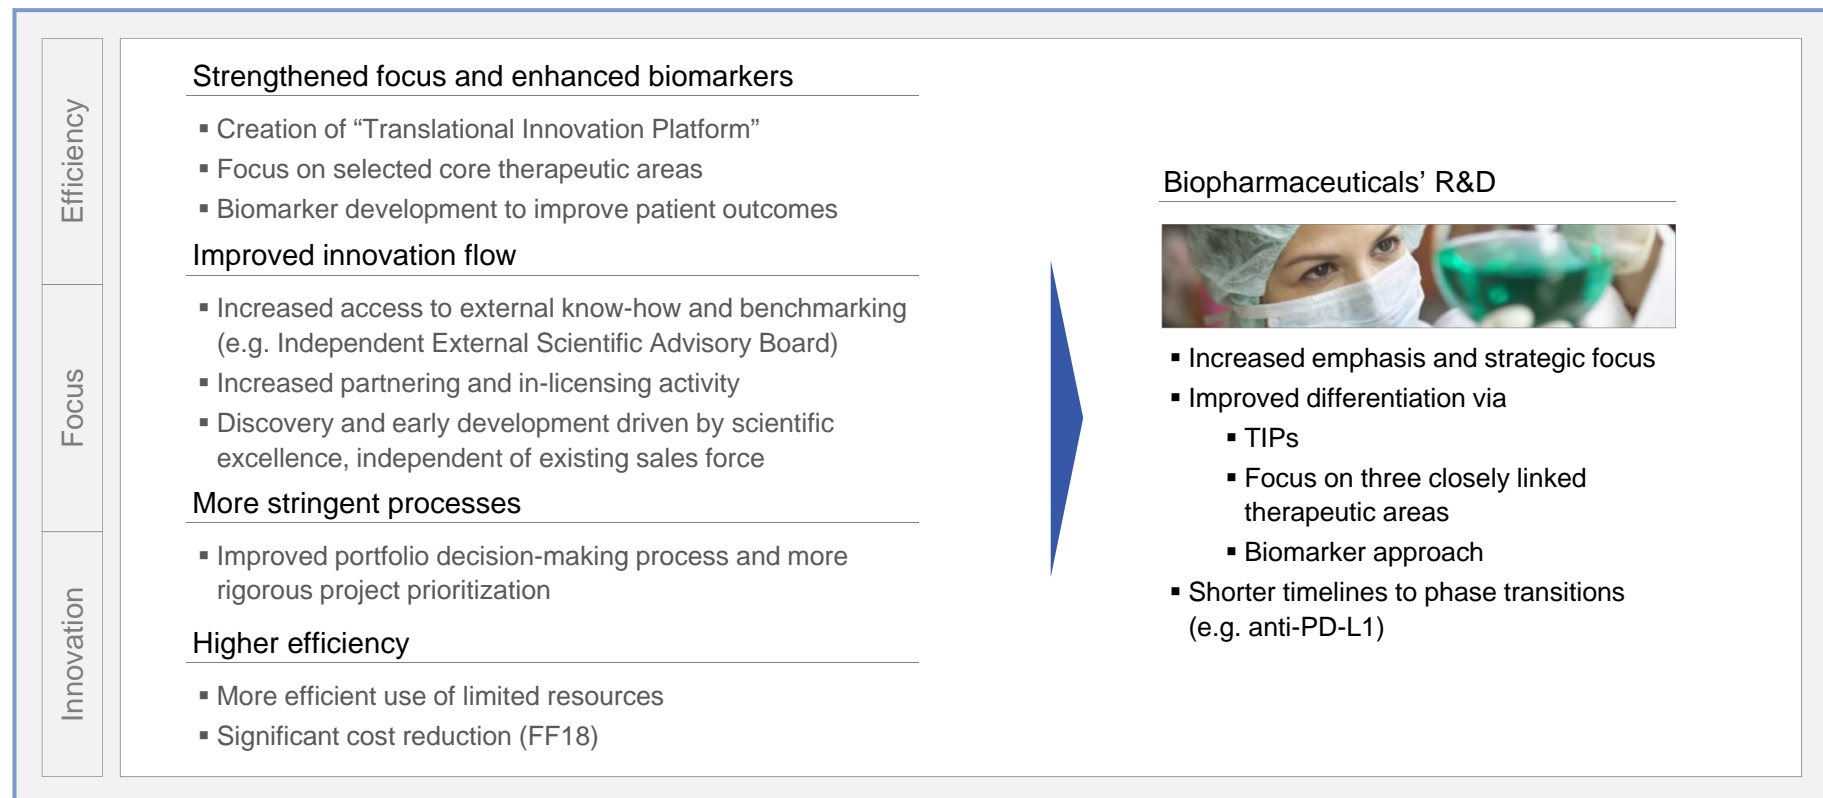 Efficiency
Focus
Innovation
Strengthened focus and enhanced biomarkers
▪ Creation of “Translational Innovation Platform”
▪ Focus on selected core therapeutic areas
▪ Biomarker development to improve patient outcomes
Improved innovation flow
▪ Increased access to external know-how and benchmarking
(e.g. Independent External Scientific Advisory Board)
▪ Increased partnering and in-licensing activity
▪ Discovery and early development driven by scientific
excellence, independent of existing sales force
More stringent processes
▪ Improved portfolio decision-making process and more
rigorous project prioritization
Higher efficiency
▪ More efficient use of limited resources
▪ Significant cost reduction (FF18)
Biopharmaceuticals’ R&D
▪ Increased emphasis and strategic focus
▪ Improved differentiation via
▪ TIPs
▪ Focus on three closely linked
therapeutic areas
▪ Biomarker approach
▪ Shorter timelines to phase transitions
(e.g. anti-PD-L1)